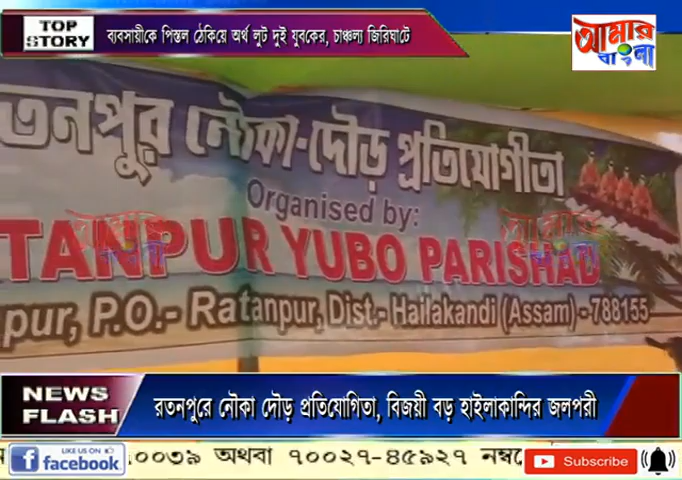 TOP
STORY
ব্যবসায়ীকে পিস্তল ঠেকিয়ে অর্থ লুট দুই যুবকের, চাঞ্চল্য জিরিঘাটে
আমার
বাংলা
তনপুর নৌকা-দৌড় প্রতিযোগীতা
Organised by:
TANPUR YUBO PARISHAD
pur, P.O.- Ratanpur, Dist.- Hailakandi (Assam) - 788155
NEWS
FLASH
রতনপুরে নৌকা দৌড় প্রতিযোগিতা, বিজয়ী বড় হাইলাকান্দির জলপরী
LIKE US ON
facebook
.০০৩৯ অথবা ৭০০২৭-৪৫৯২৭ নম্বরে
Subscribe